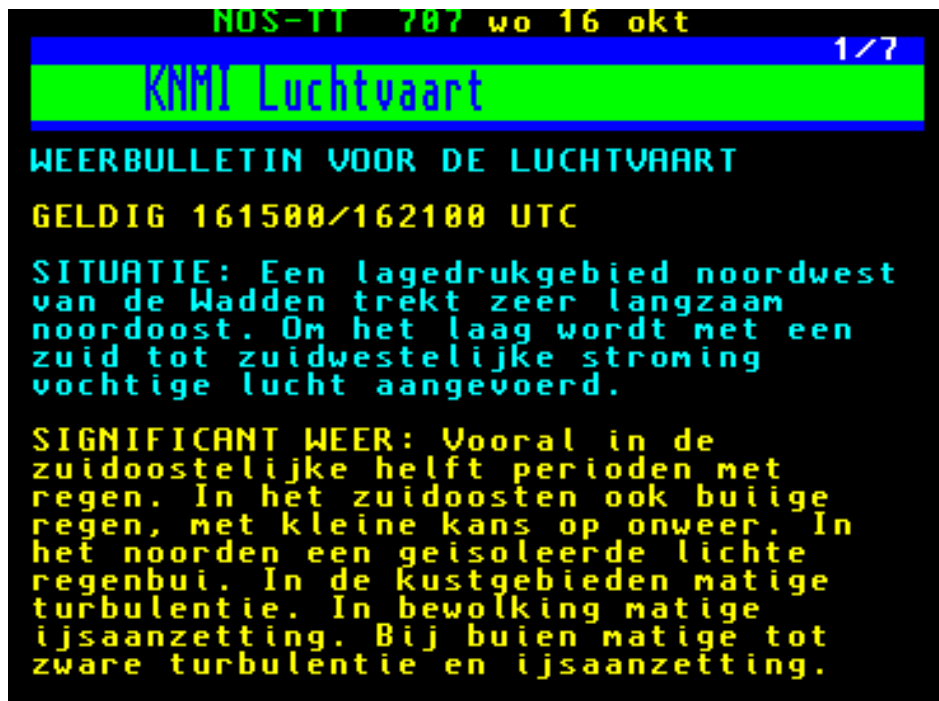 NOS-TT 707 wo 16 okt
1/7
KNMI Luchtvaart
WEERBULLETIN VOOR DE LUCHTVAART
GELDIG 161500/162100 UTC
SITUATIE: Een lagedrukgebied noordwest
van de Wadden trekt zeer langzaam
noordoost. Om het laag wordt met een
zuid tot zuidwestelijke stroming
vochtige lucht aangevoerd.
SIGNIFICANT WEER: Vooral in de
zuidoostelijke helft perioden met
regen. In het zuidoosten ook buiige
regen, met kleine kans op onweer. In
het noorden een geisoleerde lichte
regenbui. In de kustgebieden matige
turbulentie. In bewolking matige
ijsaanzetting. Bij buien matige tot
zware turbulentie en ijsaanzetting.